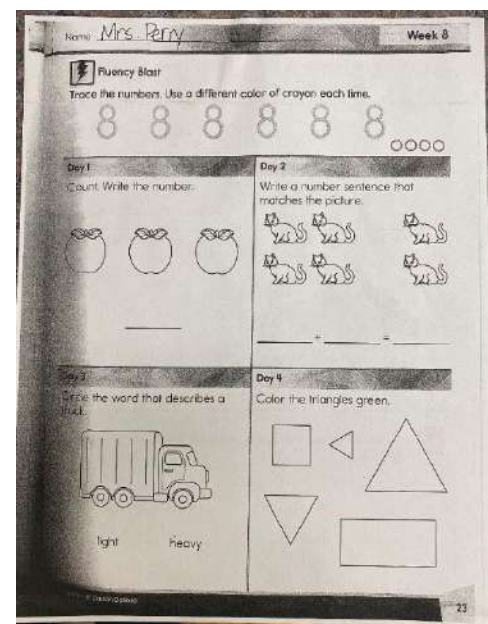 Name Mrs. Perry Week 8
Fluency Blast
Trace the numbers. Use a different color of crayon each time.
8 8 8 8 8 8
Day 1
Count. Write the number.
Day 2
Write a number sentence that
matches the picture.
+ =
Day 3
Circle the word that describes a
truck.
light heavy
Day 4
Color the triangles green.
23